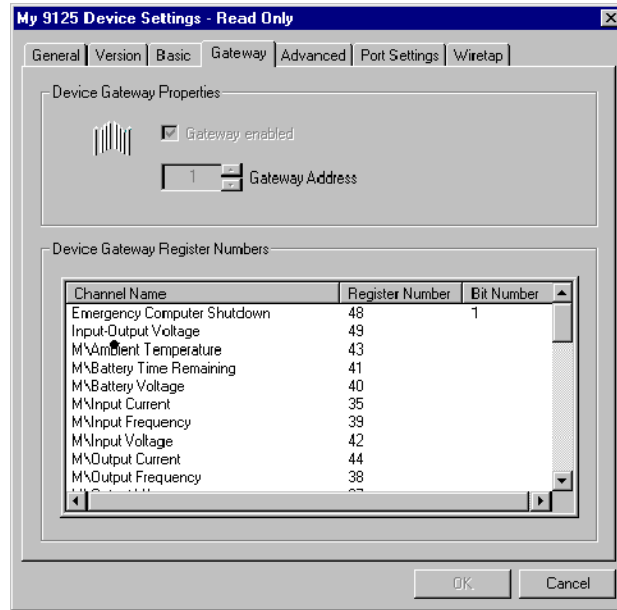 My 9125 Device Settings - Read Only
General Version Basic Gateway Advanced Port Settings Wiretap
Device Gateway Properties
Gateway enabled
1 Gateway Address
Device Gateway Register Numbers
Channel Name Register Number Bit Number
Emergency Computer Shutdown 48 1
Input-Output Voltage 49
M\Ambient Temperature 43
M\Battery Time Remaining 41
M\Battery Voltage 40
M\Input Current 35
M\Input Frequency 39
M\Input Voltage 42
M\Output Current 44
M\Output Frequency 38
OK Cancel